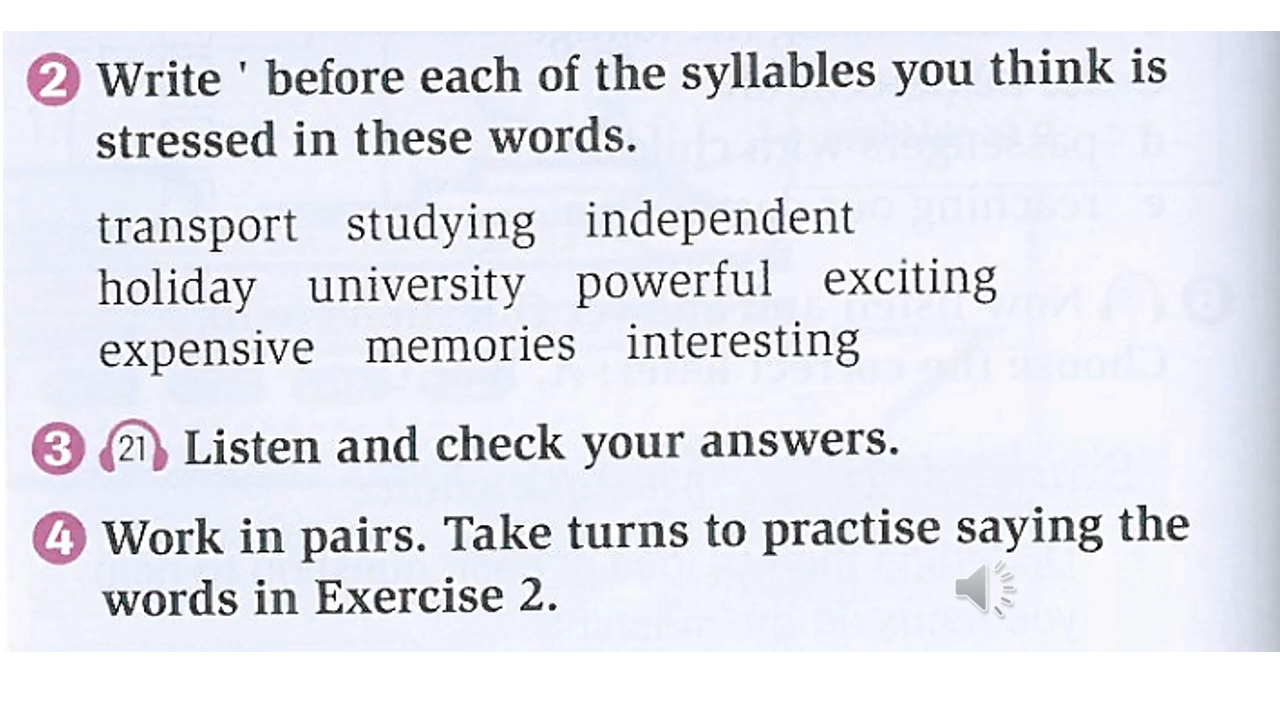 2 Write ' before each of the syllables you think is
stressed in these words.
transport studying independent
holiday university powerful exciting
expensive memories interesting
3 21 Listen and check your answers.
4 Work in pairs. Take turns to practise saying the
words in Exercise 2.